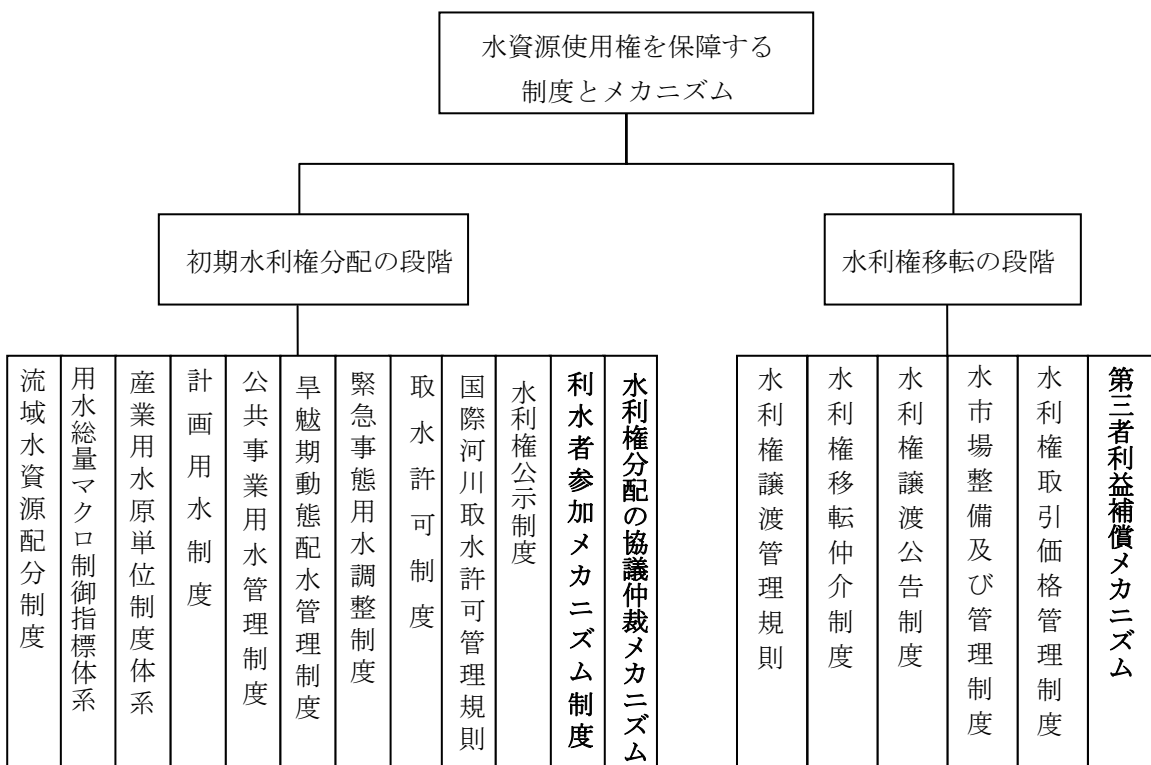 水資源使用権を保障する
制度とメカニズム
初期水利権分配の段階
水利権移転の段階
流域水資源配分制度
用水総量マクロ制御指標体系
産業用水原単位制度体系
計画用水制度
公共事業用水管理制度
旱魃期動態配水管理制度
緊急事態用水調整制度
取水許可制度
国際河川取水許可管理規則
水利権公示制度
利水者参加メカニズム制度
水利権分配の協議仲裁メカニズム
水利権譲渡管理規則
水利権移転仲介制度
水利権譲渡公告制度
水市場整備及び管理制度
水利権取引価格管理制度
第三者利益補償メカニズム